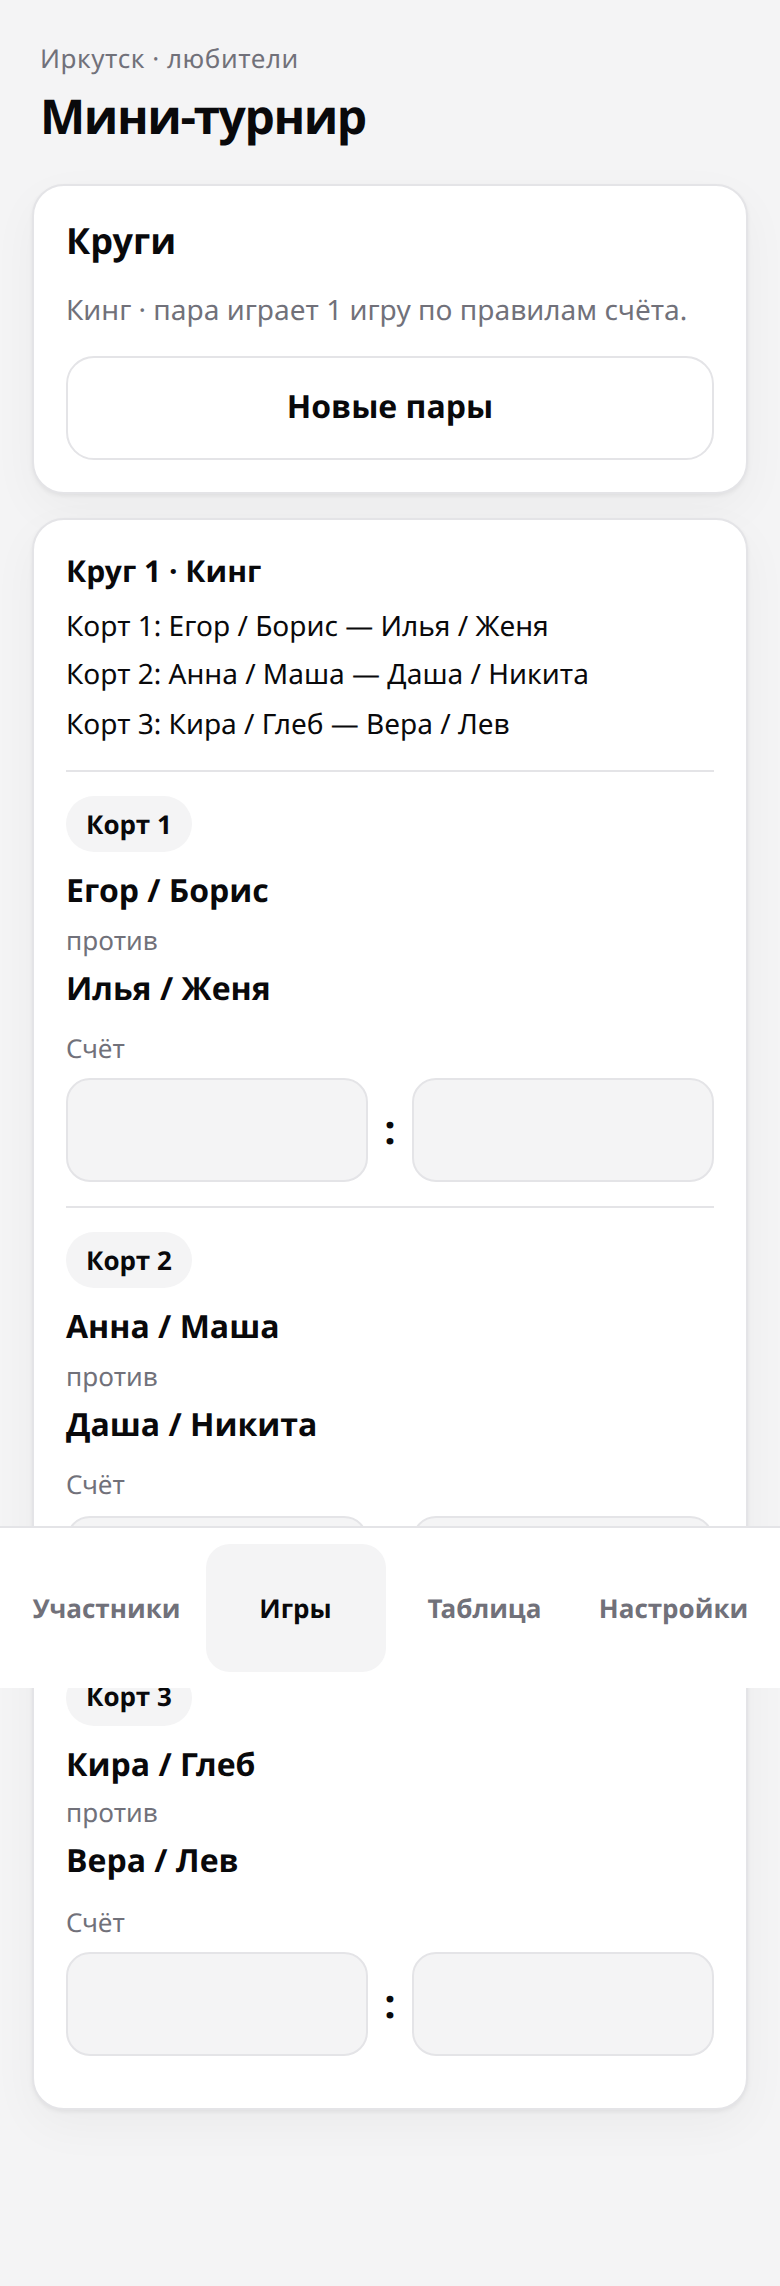 Иркутск · любители
Мини-турнир
Круги
Кинг · пара играет 1 игру по правилам счёта.
Новые пары
Круг 1 · Кинг
Корт 1: Егор / Борис — Илья / Женя
Корт 2: Анна / Маша — Даша / Никита
Корт 3: Кира / Глеб — Вера / Лев
Корт 1
Егор / Борис
против
Илья / Женя
Счёт
:
Корт 2
Анна / Маша
против
Даша / Никита
Счёт
Участники Игры Таблица Настройки
Корт 3
Кира / Глеб
против
Вера / Лев
Счёт
: